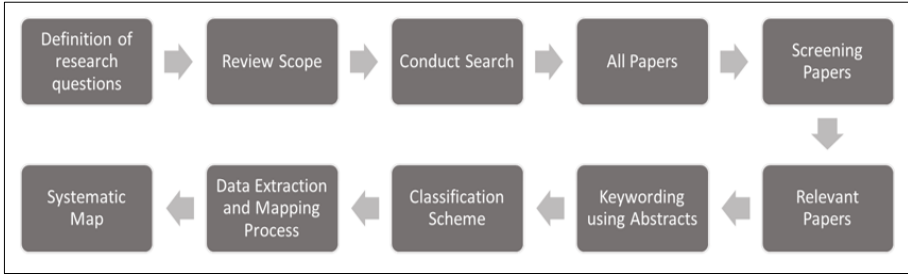 Definition of
research
questions
Review Scope
Conduct Search
All Papers
Screening
Papers
Relevant
Papers
Keywording
using Abstracts
Classification
Scheme
Data Extraction
and Mapping
Process
Systematic
Map